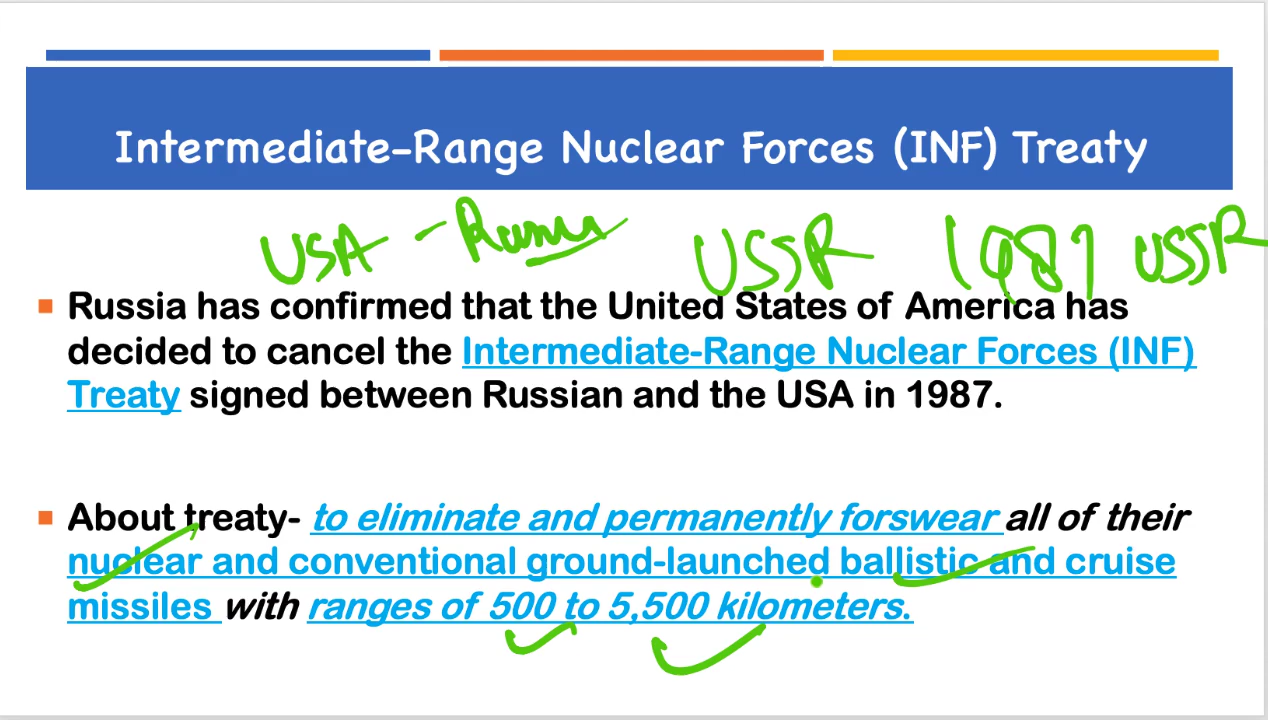 Intermediate-Range Nuclear Forces (INF) Treaty
USA - Russia USSR 1987 USSR
Russia has confirmed that the United States of America has
decided to cancel the Intermediate-Range Nuclear Forces (INF)
Treaty signed between Russian and the USA in 1987.
About treaty- to eliminate and permanently forswear all of their
nuclear and conventional ground-launched ballistic and cruise
missiles with ranges of 500 to 5,500 kilometers.